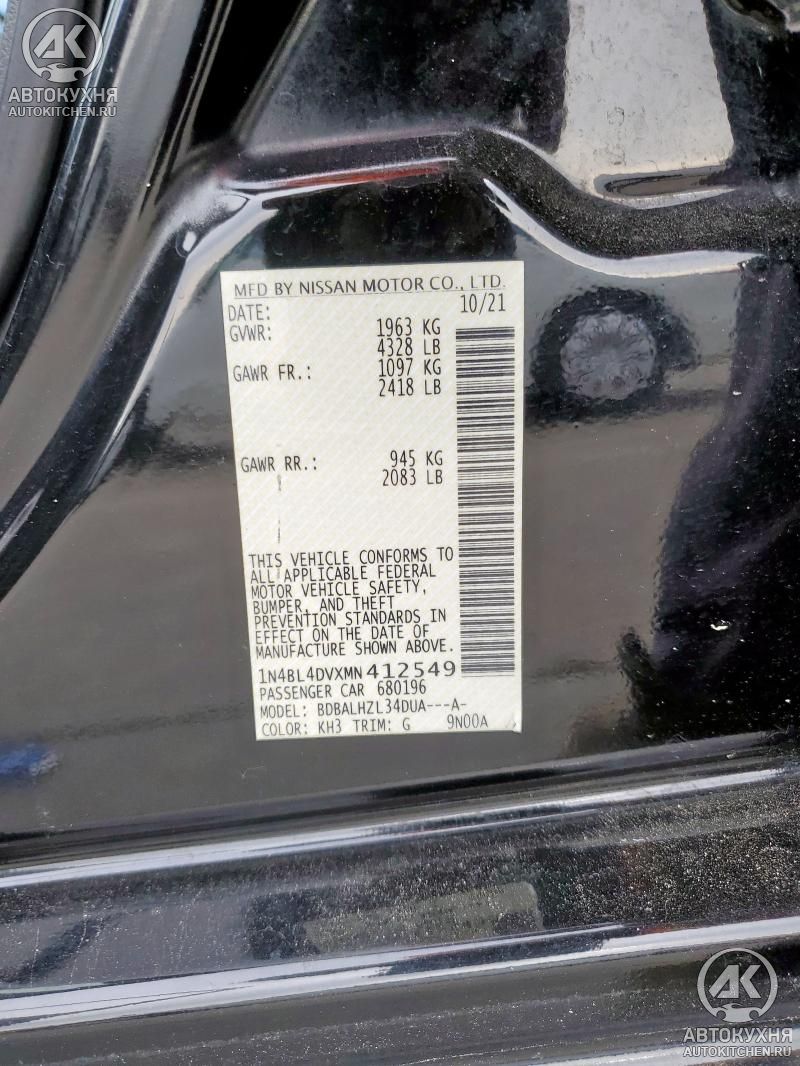 АК
АВТОКУХНЯ
AUTOKITCHEN.RU
MFD BY NISSAN MOTOR CO., LTD.
DATE: 10/21
GVWR: 1963 KG
4328 LB
GAWR FR.: 1097 KG
2418 LB
GAWR RR.: 945 KG
2083 LB
THIS VEHICLE CONFORMS TO
ALL APPLICABLE FEDERAL
MOTOR VEHICLE SAFETY,
BUMPER, AND THEFT
PREVENTION STANDARDS IN
EFFECT ON THE DATE OF
MANUFACTURE SHOWN ABOVE.
1N4BL4DVXMN412549
PASSENGER CAR 680196
MODEL: BDBALHZL34DUA---A-
COLOR: KH3 TRIM: G 9N00A
АК
АВТОКУХНЯ
AUTOKITCHEN.RU